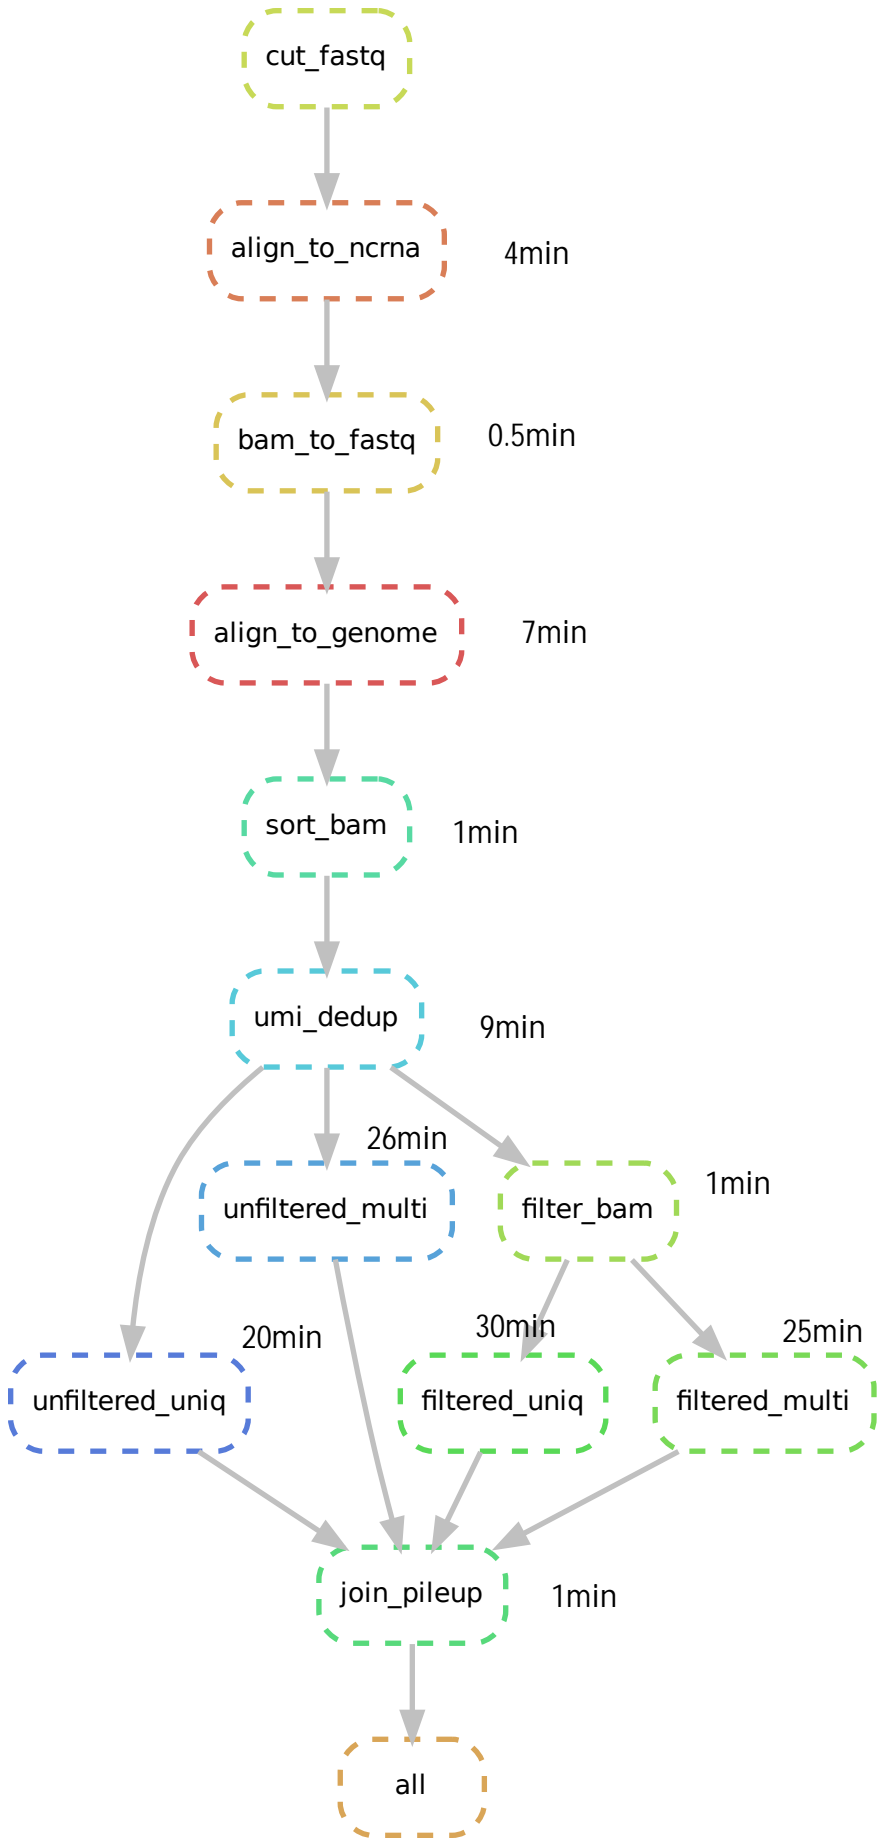 cut_fastq
align_to_ncrna
4min
bam_to_fastq
0.5min
align_to_genome
7min
sort_bam
1min
umi_dedup
9min
26min
unfiltered_multi
filter_bam
1min
20min
30min
25min
unfiltered_uniq
filtered_uniq
filtered_multi
join_pileup
1min
all